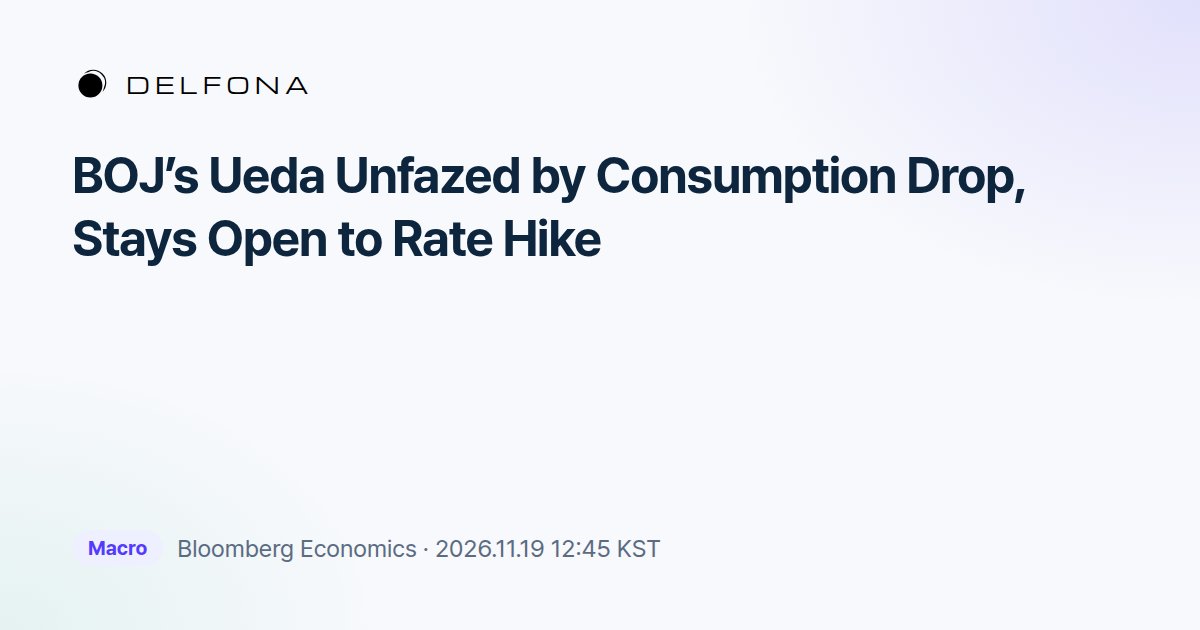 DELFONA
BOJ’s Ueda Unfazed by Consumption Drop,
Stays Open to Rate Hike
Macro Bloomberg Economics · 2026.11.19 12:45 KST